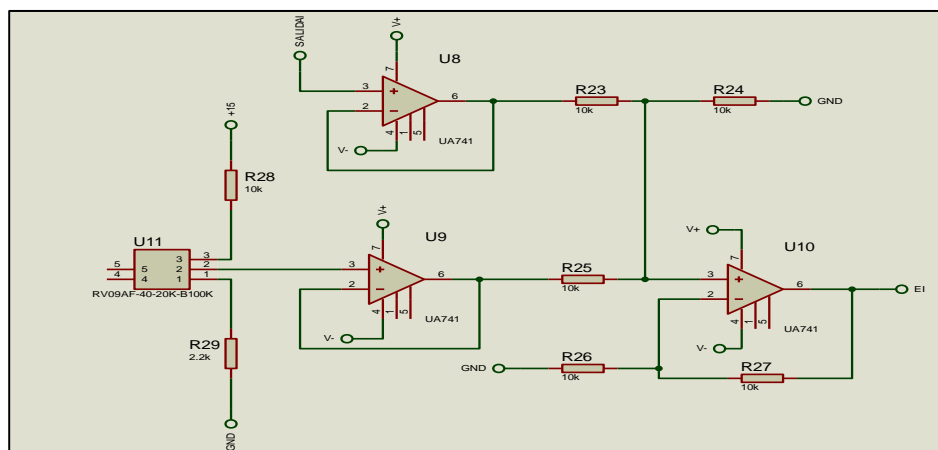 SALIDAI
V+
U8
7
3
+
2
−
6
4
1
5
V-
UA741
R23
10k
R24
10k
GND
+15
R28
10k
U11
5
4
5
4
3
2
1
3
2
1
RV09AF-40-20K-B100K
R29
2.2k
GND
V+
U9
7
3
+
2
−
6
4
1
5
V-
UA741
R25
10k
V+
U10
7
3
+
2
−
6
EI
4
1
5
V-
UA741
GND
R26
10k
R27
10k